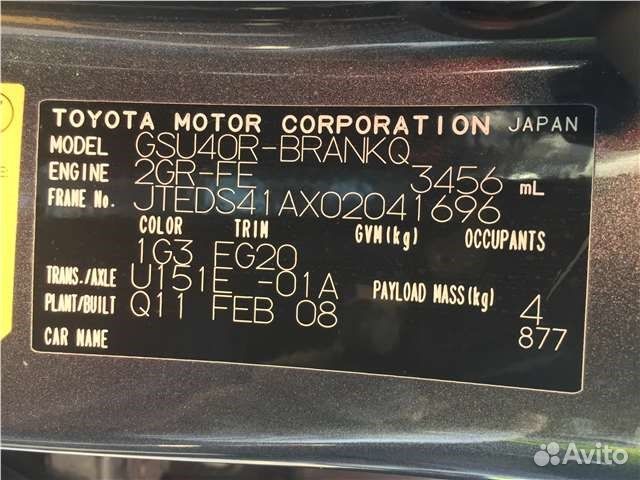 TOYOTA MOTOR CORPORATION JAPAN
MODEL GSU40R-BRANKQ
ENGINE 2GR-FE 3456 mL
FRAME No. JTEDS41AX02041696
COLOR TRIM GVM(kg) OCCUPANTS
1G3 FG20
TRANS./AXLE U151E -01A PAYLOAD MASS(kg) 4
PLANT/BUILT Q11 FEB 08 877
CAR NAME
Avito